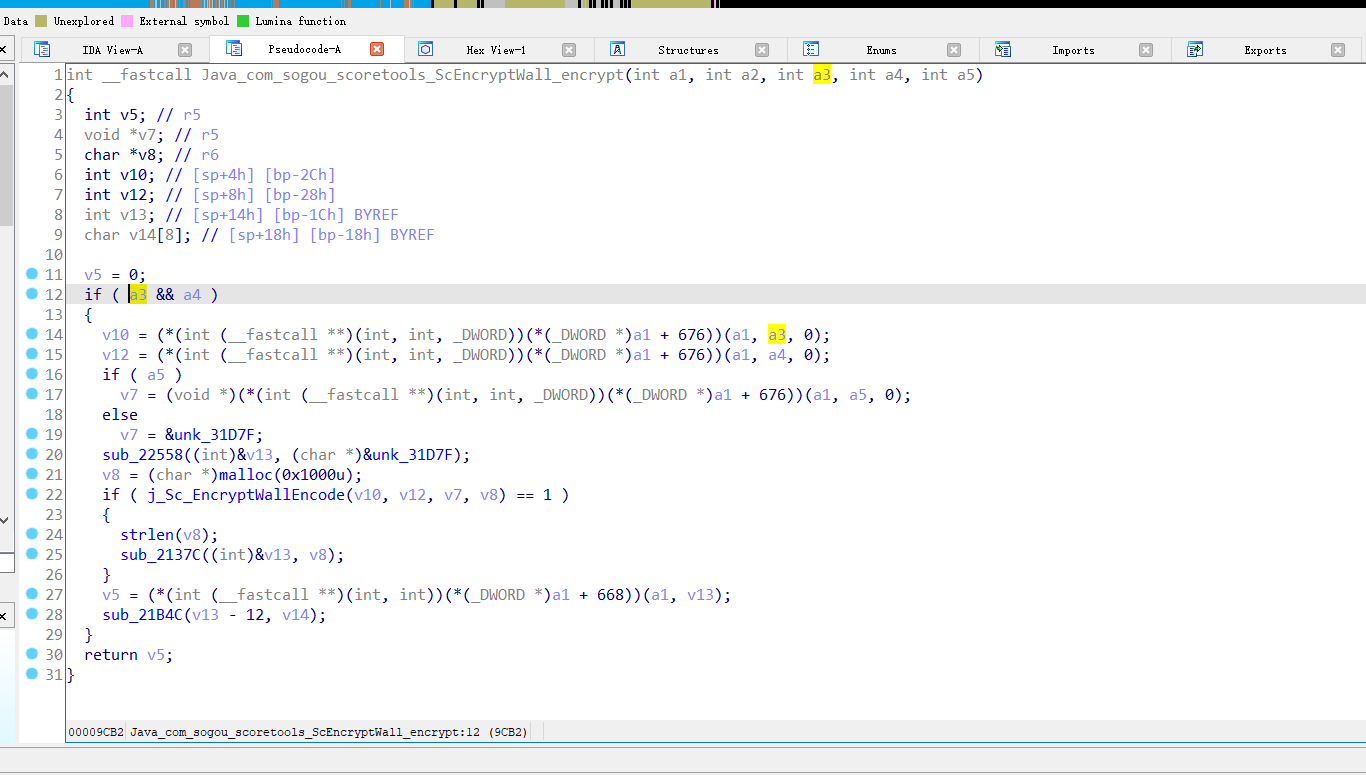 Data Unexplored External symbol Lumina function
IDA View-A Pseudocode-A Hex View-1 Structures Enums Imports Exports
1 int __fastcall Java_com_sogou_scoretools_ScEncryptWall_encrypt(int a1, int a2, int a3, int a4, int a5)
2 {
3 int v5; // r5
4 void *v7; // r5
5 char *v8; // r6
6 int v10; // [sp+4h] [bp-2Ch]
7 int v12; // [sp+8h] [bp-28h]
8 int v13; // [sp+14h] [bp-1Ch] BYREF
9 char v14[8]; // [sp+18h] [bp-18h] BYREF
10
11 v5 = 0;
12 if ( a3 && a4 )
13 {
14 v10 = (*(int (__fastcall **)(int, int, _DWORD))(*(_DWORD *)a1 + 676))(a1, a3, 0);
15 v12 = (*(int (__fastcall **)(int, int, _DWORD))(*(_DWORD *)a1 + 676))(a1, a4, 0);
16 if ( a5 )
17 v7 = (void *)(*(int (__fastcall **)(int, int, _DWORD))(*(_DWORD *)a1 + 676))(a1, a5, 0);
18 else
19 v7 = &unk_31D7F;
20 sub_22558((int)&v13, (char *)&unk_31D7F);
21 v8 = (char *)malloc(0x1000u);
22 if ( j_Sc_EncryptWallEncode(v10, v12, v7, v8) == 1 )
23 {
24 strlen(v8);
25 sub_2137C((int)&v13, v8);
26 }
27 v5 = (*(int (__fastcall **)(int, int))(*(_DWORD *)a1 + 668))(a1, v13);
28 sub_21B4C(v13 - 12, v14);
29 }
30 return v5;
31 }
00009CB2 Java_com_sogou_scoretools_ScEncryptWall_encrypt:12 (9CB2)